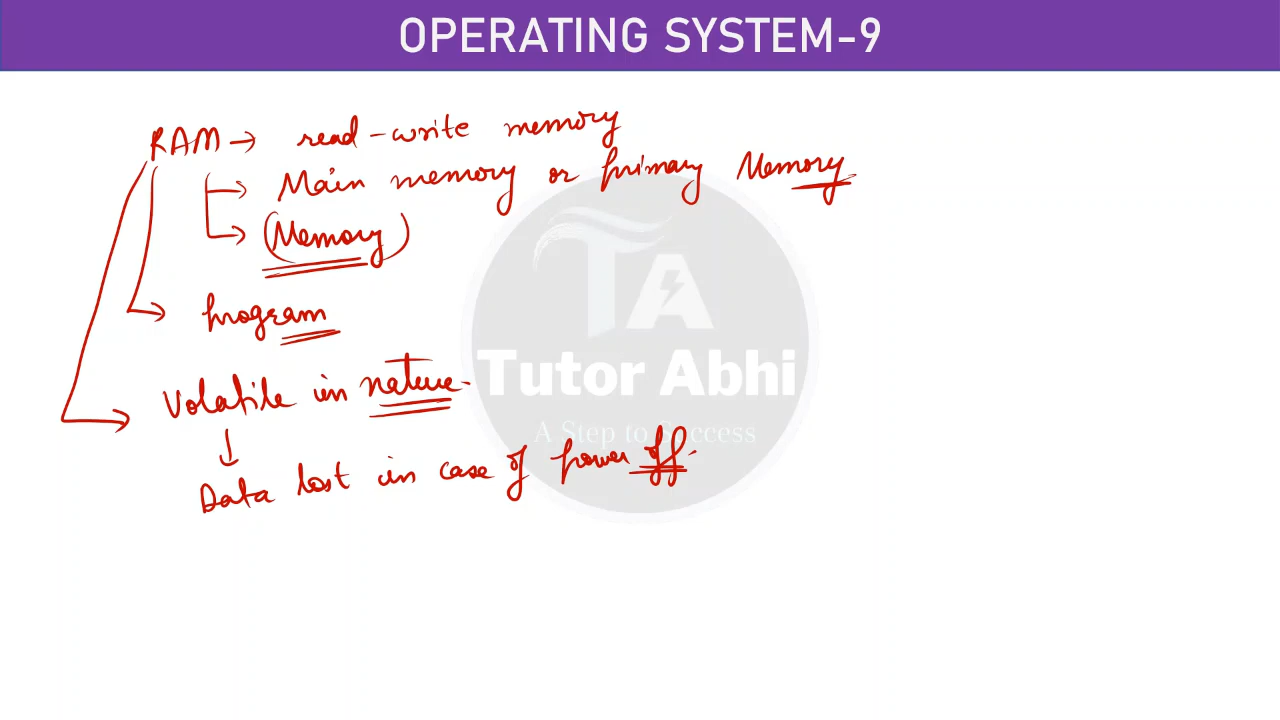 OPERATING SYSTEM-9
RAM → read-write memory
→ Main memory or primary Memory
→ (Memory)
→ program
TA
→ Volatile in nature.
Tutor Abhi
A Step to Success
↓
Data lost in case of power off.